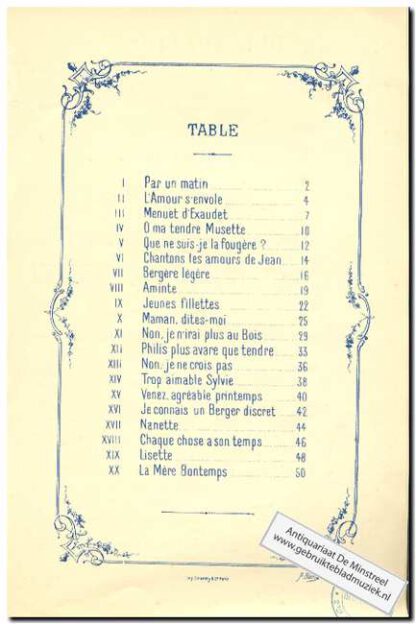 TABLE
I Par un matin 2
II L'Amour s'envole 4
III Menuet d'Exaudet 7
IV O ma tendre Musette 10
V Que ne suis-je la fougère ? 12
VI Chantons les amours de Jean 14
VII Bergère légère 16
VIII Aminte 19
IX Jeunes fillettes 22
X Maman, dites-moi 25
XI Non, je n'irai plus au Bois 29
XII Philis plus avare que tendre 33
XIII Non, je ne crois pas 36
XIV Trop aimable Sylvie 38
XV Venez, agréable printemps 40
XVI Je connais un Berger discret 42
XVII Nanette 44
XVIII Chaque chose a son temps 46
XIX Lisette 48
XX La Mère Bontemps 50
Antiquariaat De Minstreel
www.gebruiktebladmuziek.nl